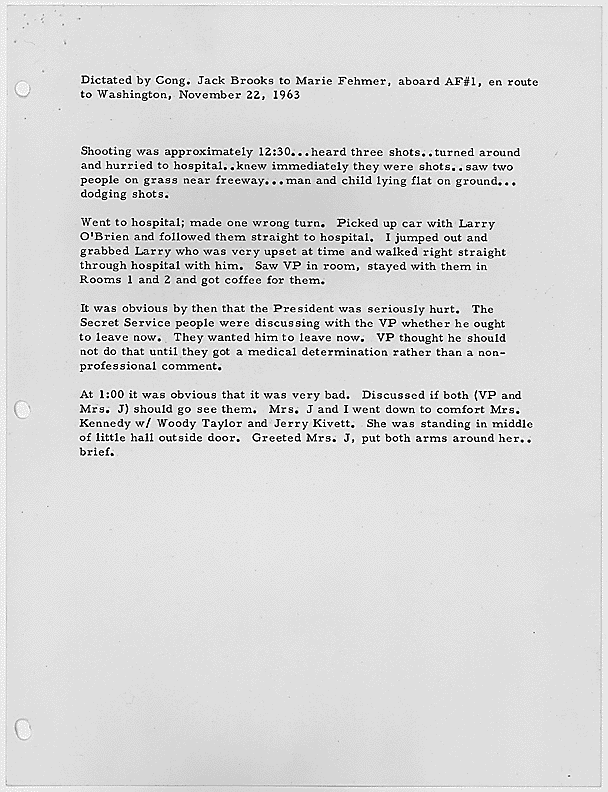 Dictated by Cong. Jack Brooks to Marie Fehmer, aboard AF#1, en route
to Washington, November 22, 1963
Shooting was approximately 12:30...heard three shots..turned around
and hurried to hospital..knew immediately they were shots..saw two
people on grass near freeway...man and child lying flat on ground...
dodging shots.
Went to hospital; made one wrong turn. Picked up car with Larry
O'Brien and followed them straight to hospital. I jumped out and
grabbed Larry who was very upset at time and walked right straight
through hospital with him. Saw VP in room, stayed with them in
Rooms 1 and 2 and got coffee for them.
It was obvious by then that the President was seriously hurt. The
Secret Service people were discussing with the VP whether he ought
to leave now. They wanted him to leave now. VP thought he should
not do that until they got a medical determination rather than a non-
professional comment.
At 1:00 it was obvious that it was very bad. Discussed if both (VP and
Mrs. J) should go see them. Mrs. J and I went down to comfort Mrs.
Kennedy w/ Woody Taylor and Jerry Kivett. She was standing in middle
of little hall outside door. Greeted Mrs. J, put both arms around her..
brief.